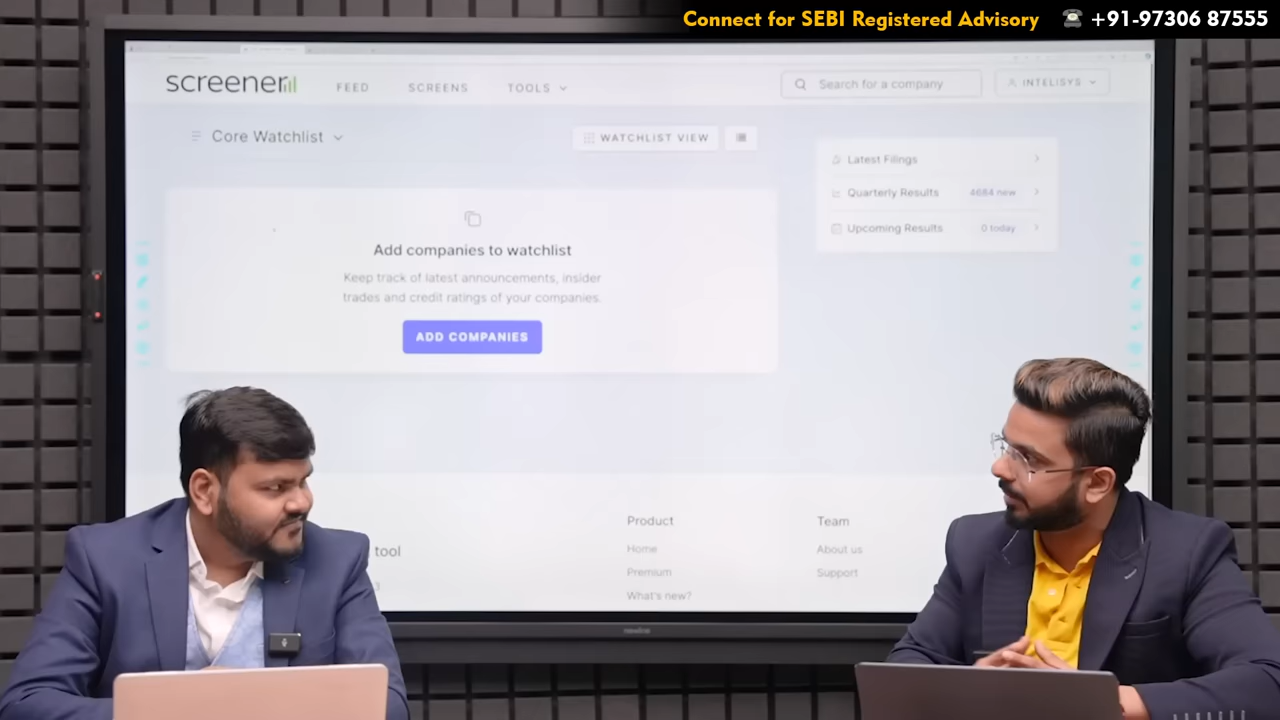 Connect for SEBI Registered Advisory ☎ +91-97306 87555
screener
FEED
SCREENS
TOOLS
Search for a company
INTELISYS
Core Watchlist
WATCHLIST VIEW
Latest Filings
Quarterly Results 4684 new
Upcoming Results 0 today
Add companies to watchlist
Keep track of latest announcements, insider
trades and credit ratings of your companies.
ADD COMPANIES
tool
Product
Home
Premium
What's new?
Team
About us
Support